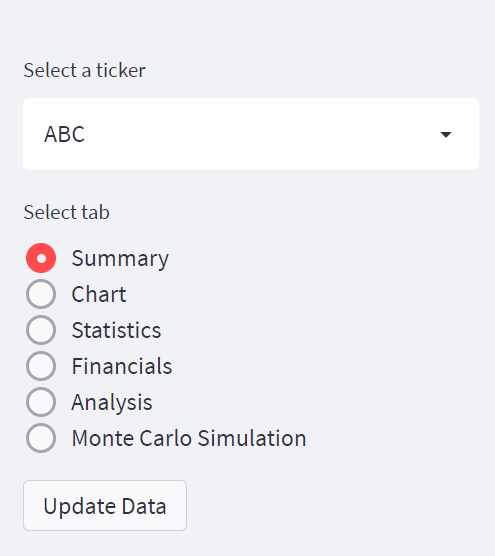 Select a ticker
ABC
Select tab
Summary
Chart
Statistics
Financials
Analysis
Monte Carlo Simulation
Update Data